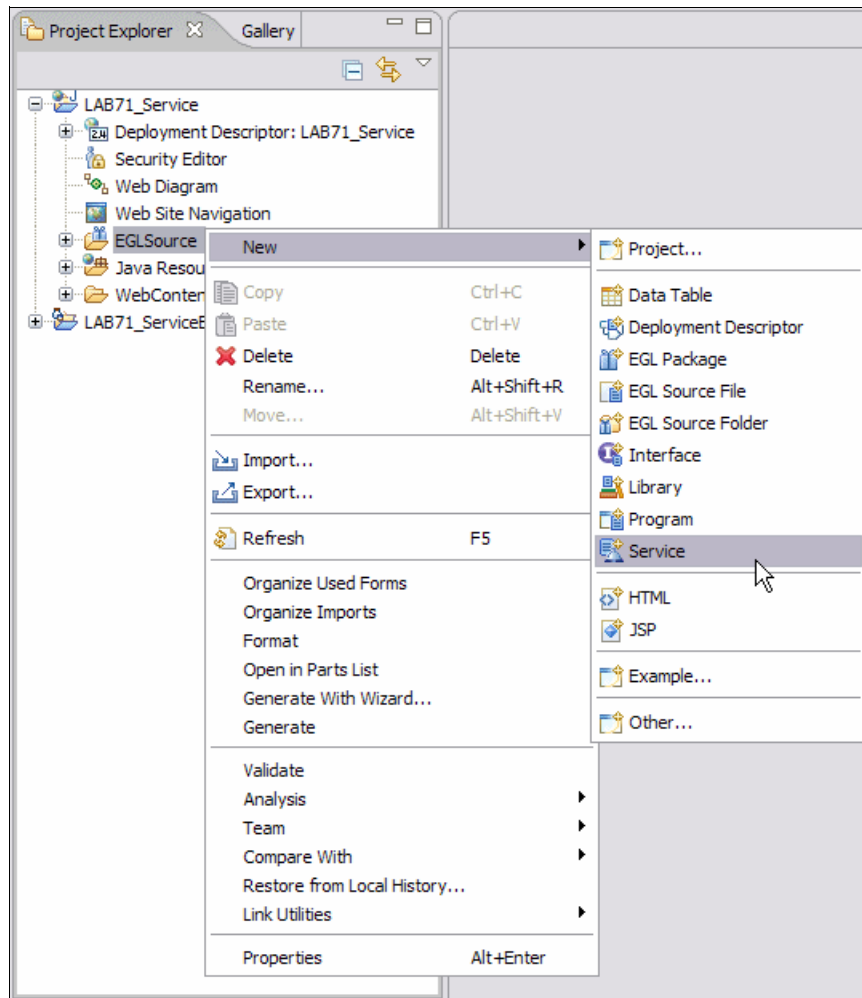 Project Explorer
Gallery
LAB71_Service
2.4 Deployment Descriptor: LAB71_Service
Security Editor
Web Diagram
Web Site Navigation
EGLSource
Java Resou
WebConten
LAB71_ServiceE
New
Copy Ctrl+C
Paste Ctrl+V
Delete Delete
Rename... Alt+Shift+R
Move... Alt+Shift+V
Import...
Export...
Refresh F5
Organize Used Forms
Organize Imports
Format
Open in Parts List
Generate With Wizard...
Generate
Validate
Analysis
Team
Compare With
Restore from Local History...
Link Utilities
Properties Alt+Enter
Project...
Data Table
Deployment Descriptor
EGL Package
EGL Source File
EGL Source Folder
Interface
Library
Program
Service
HTML
JSP
Example...
Other...